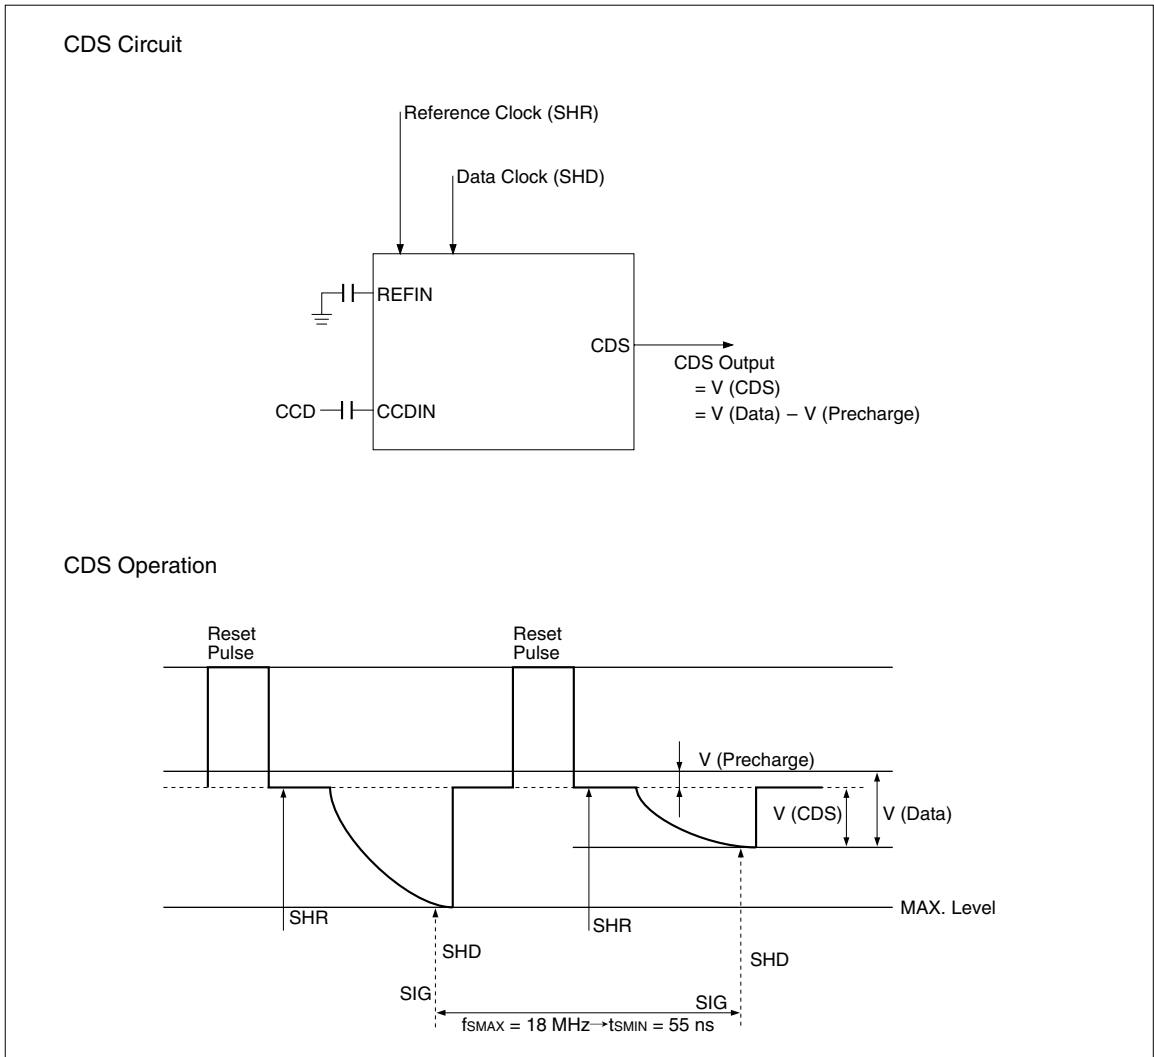 CDS Circuit
Reference Clock (SHR)
Data Clock (SHD)
REFIN
CDS
CDS Output
= V (CDS)
= V (Data) − V (Precharge)
CCD
CCDIN
CDS Operation
Reset
Pulse
Reset
Pulse
V (Precharge)
V (CDS)
V (Data)
MAX. Level
SHR
SHR
SHD
SHD
SIG
SIG
fSMAX = 18 MHz→tSMIN = 55 ns